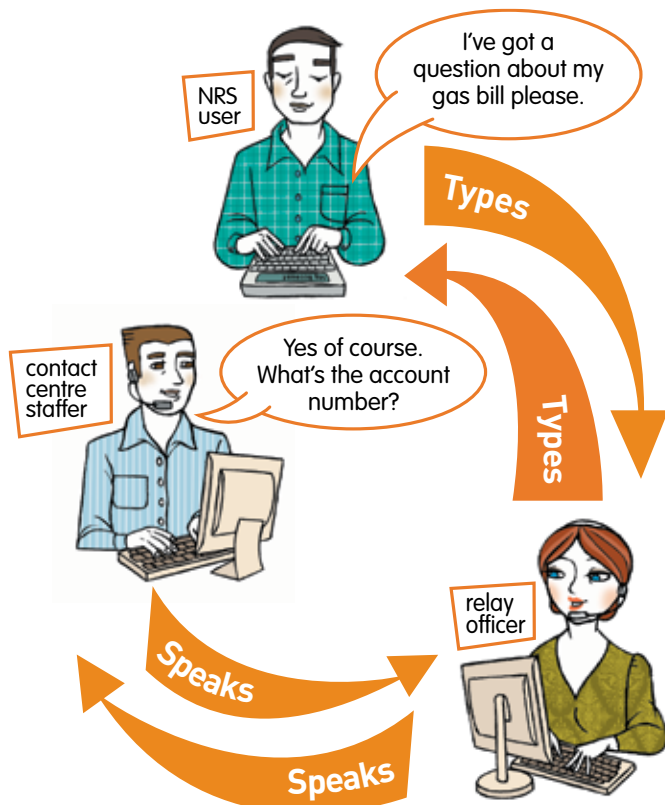 NRS
user
I've got a
question about my
gas bill please.
Types
Types
contact
centre
staffer
Yes of course.
What's the account
number?
relay
officer
Speaks
Speaks